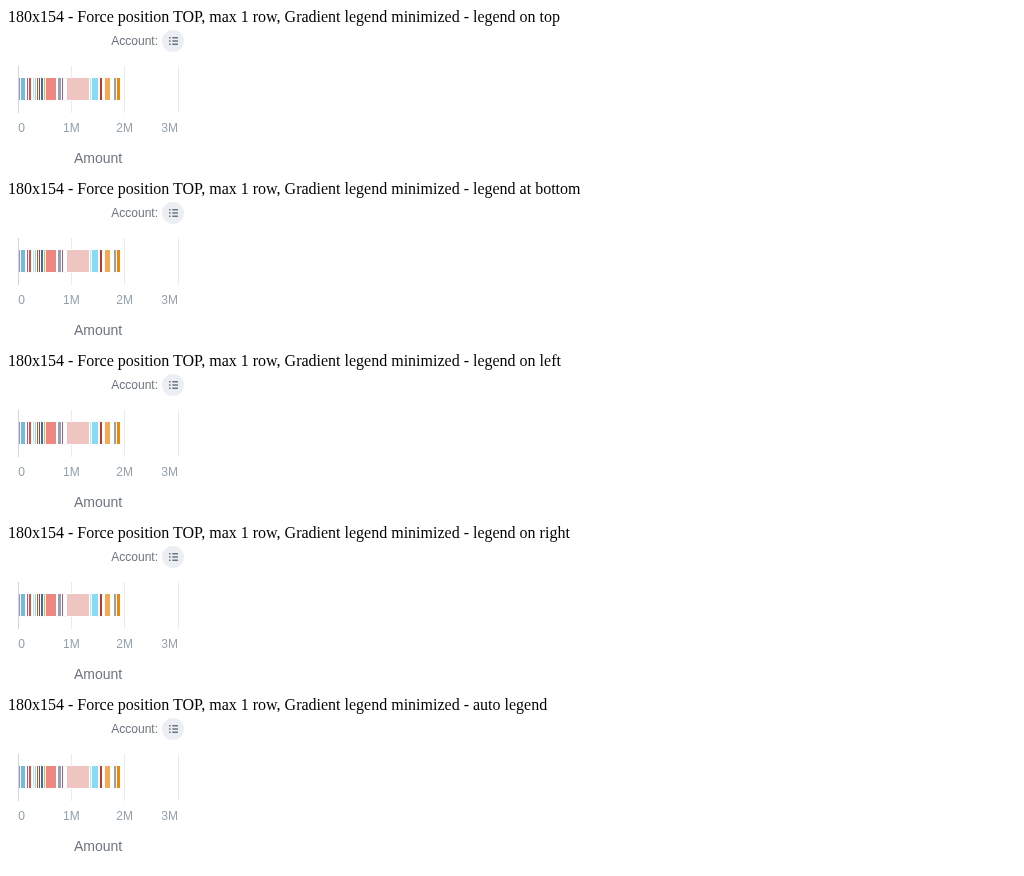 180x154 - Force position TOP, max 1 row, Gradient legend minimized - legend on top
Account:
0 1M 2M 3M
Amount
180x154 - Force position TOP, max 1 row, Gradient legend minimized - legend at bottom
Account:
0 1M 2M 3M
Amount
180x154 - Force position TOP, max 1 row, Gradient legend minimized - legend on left
Account:
0 1M 2M 3M
Amount
180x154 - Force position TOP, max 1 row, Gradient legend minimized - legend on right
Account:
0 1M 2M 3M
Amount
180x154 - Force position TOP, max 1 row, Gradient legend minimized - auto legend
Account:
0 1M 2M 3M
Amount